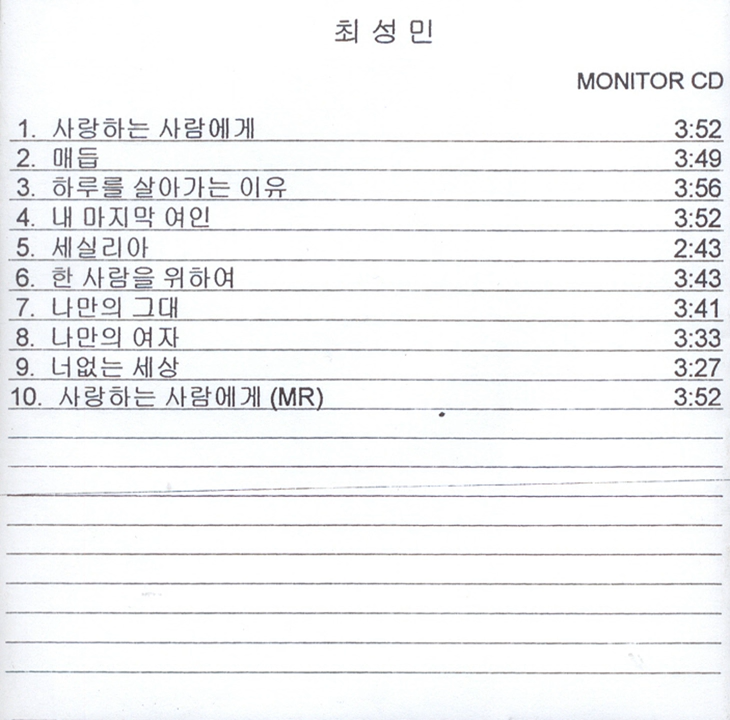 최성민
MONITOR CD
1. 사랑하는 사람에게 3:52
2. 매듭 3:49
3. 하루를 살아가는 이유 3:56
4. 내 마지막 여인 3:52
5. 세실리아 2:43
6. 한 사람을 위하여 3:43
7. 나만의 그대 3:41
8. 나만의 여자 3:33
9. 너없는 세상 3:27
10. 사랑하는 사람에게 (MR) 3:52